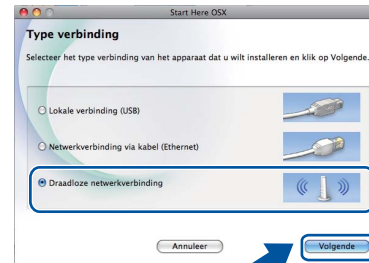 Start Here OSX
Type verbinding
Selecteer het type verbinding van het apparaat dat u wilt installeren en klik op Volgende.
Lokale verbinding (USB)
Netwerkverbinding via kabel (Ethernet)
Draadloze netwerkverbinding
Annuleer
Volgende